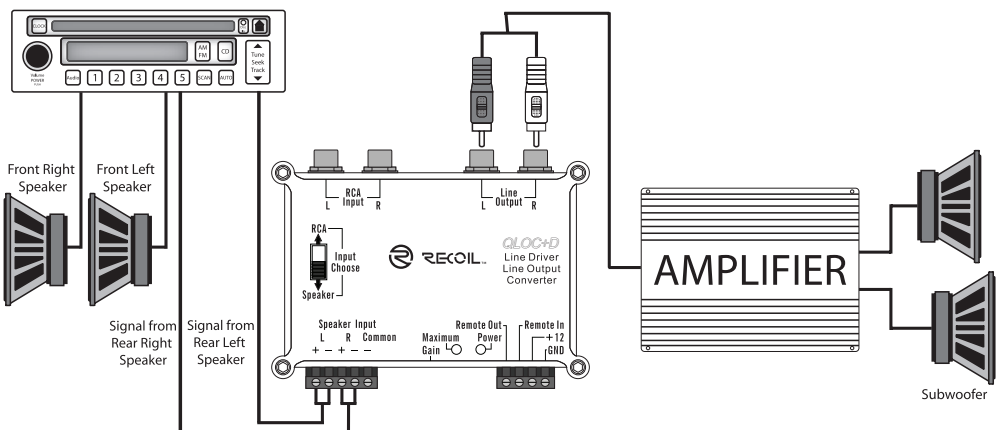 CLOCK
AM
FM
CD
Tune
Seek
Track
Volume
POWER
Audio
1
2
3
4
5
SCAN
AUTO
Front Right
Speaker
Front Left
Speaker
Signal from
Rear Right
Speaker
Signal from
Rear Left
Speaker
RCA
Input
L
R
Line
Output
L
R
RCA
Input
Choose
Speaker
RECOIL
QLOC+D
Line Driver
Line Output
Converter
Speaker Input
L R Common
+ − + − −
Maximum
Gain
Power
Remote Out
Remote In
+12
GND
AMPLIFIER
Subwoofer